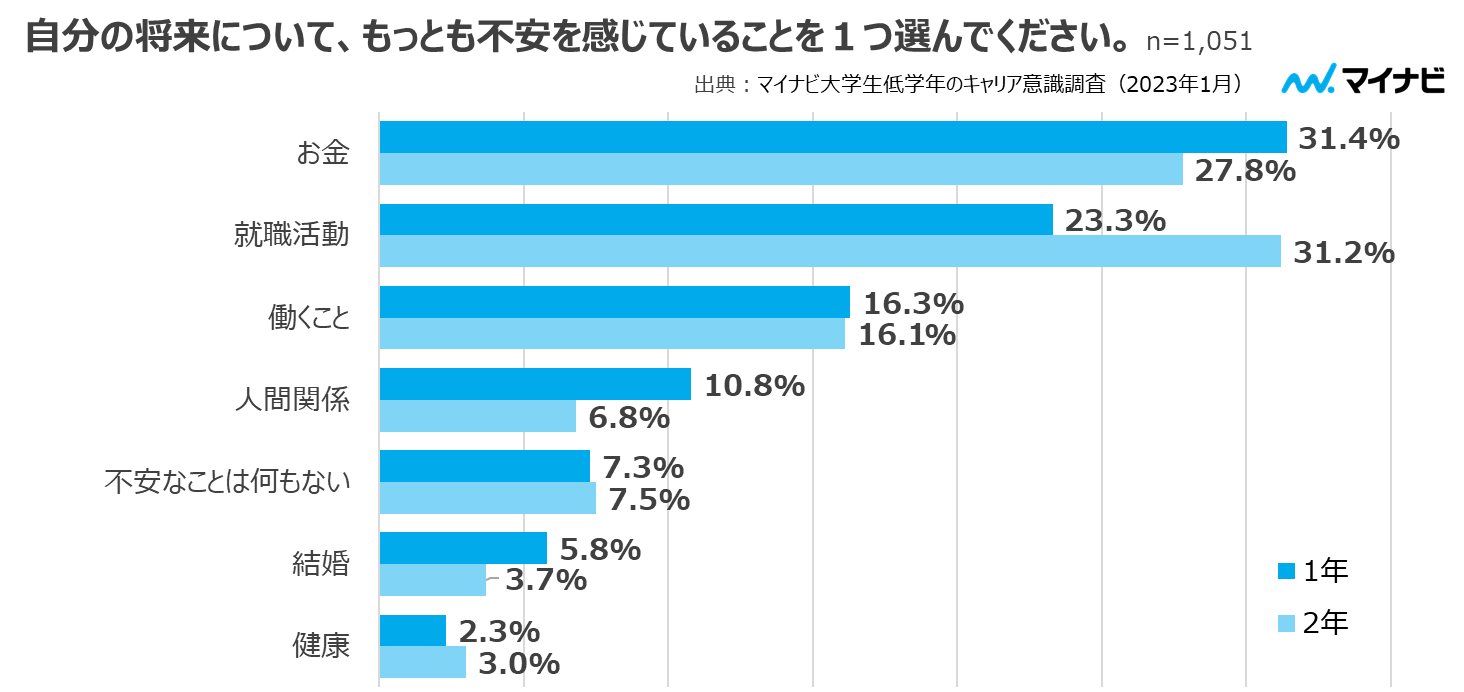 自分の将来について、もっとも不安を感じていることを１つ選んでください。 n=1,051
出典：マイナビ大学生低学年のキャリア意識調査（2023年1月） マイナビ
お金 31.4%
27.8%
就職活動 23.3%
31.2%
働くこと 16.3%
16.1%
人間関係 10.8%
6.8%
不安なことは何もない 7.3%
7.5%
結婚 5.8%
3.7%
健康 2.3%
3.0%
1年
2年